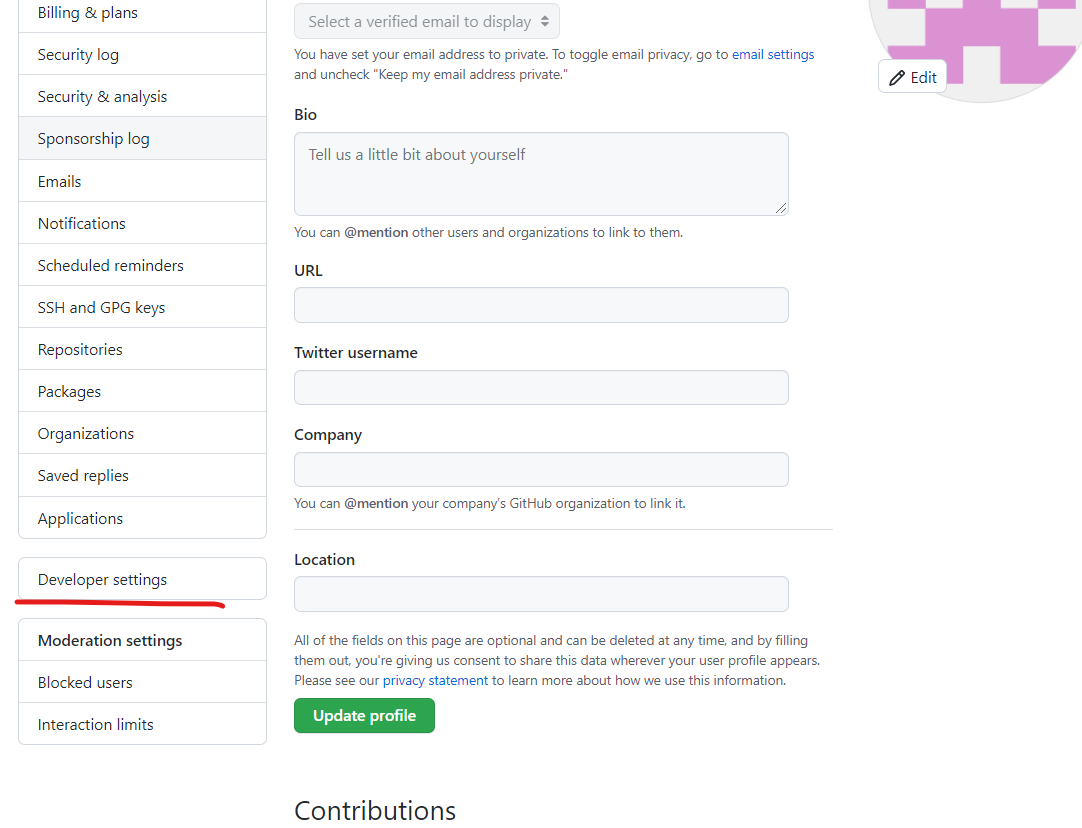 Billing & plans
Security log
Security & analysis
Sponsorship log
Emails
Notifications
Scheduled reminders
SSH and GPG keys
Repositories
Packages
Organizations
Saved replies
Applications
Developer settings
Moderation settings
Blocked users
Interaction limits
Select a verified email to display
You have set your email address to private. To toggle email privacy, go to email settings
and uncheck "Keep my email address private."
Bio
Tell us a little bit about yourself
You can @mention other users and organizations to link to them.
URL
Twitter username
Company
You can @mention your company's GitHub organization to link it.
Location
All of the fields on this page are optional and can be deleted at any time, and by filling
them out, you're giving us consent to share this data wherever your user profile appears.
Please see our privacy statement to learn more about how we use this information.
Update profile
Contributions
Edit